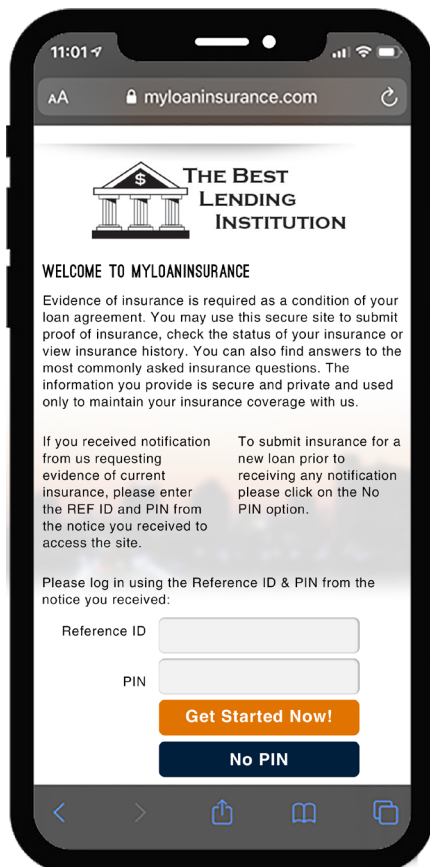 11:01
AA myloaninsurance.com
$
THE BEST
LENDING
INSTITUTION
WELCOME TO MYLOANINSURANCE
Evidence of insurance is required as a condition of your
loan agreement. You may use this secure site to submit
proof of insurance, check the status of your insurance or
view insurance history. You can also find answers to the
most commonly asked insurance questions. The
information you provide is secure and private and used
only to maintain your insurance coverage with us.
If you received notification
from us requesting
evidence of current
insurance, please enter
the REF ID and PIN from
the notice you received to
access the site.
To submit insurance for a
new loan prior to
receiving any notification
please click on the No
PIN option.
Please log in using the Reference ID & PIN from the
notice you received:
Reference ID
PIN
Get Started Now!
No PIN